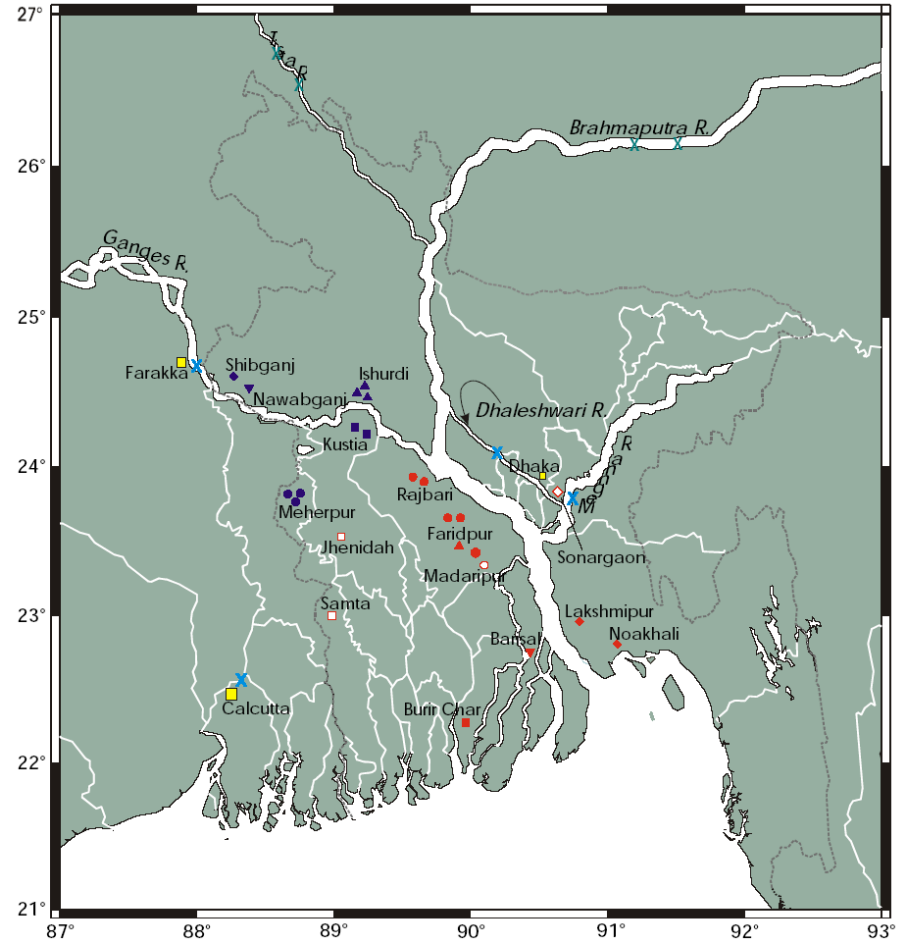 27°
Brahmaputra R.
26°
Ganges R.
25°
Shibganj
Ishurdi
Farakka
Nawabganj
Dhaleshwari R.
Kustia
Meghna R
24°
Dhaka
Rajbari
Meherpur
Faridpur
Jhenidah
Sonargaon
Madaripur
23°
Samta
Lakshmipur
Noakhali
Barisal
Calcutta
Burir Char
22°
21°
87° 88° 89° 90° 91° 92° 93°